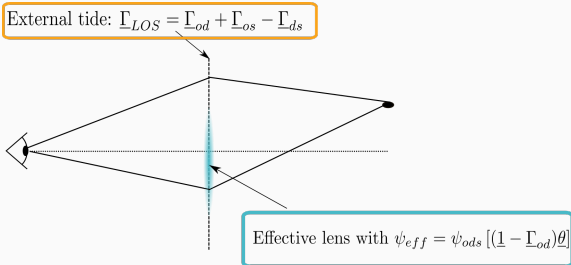 External tide: Γ_LOS = Γ_od + Γ_os − Γ_ds
Effective lens with ψ_eff = ψ_ods [(1 − Γ_od)θ]